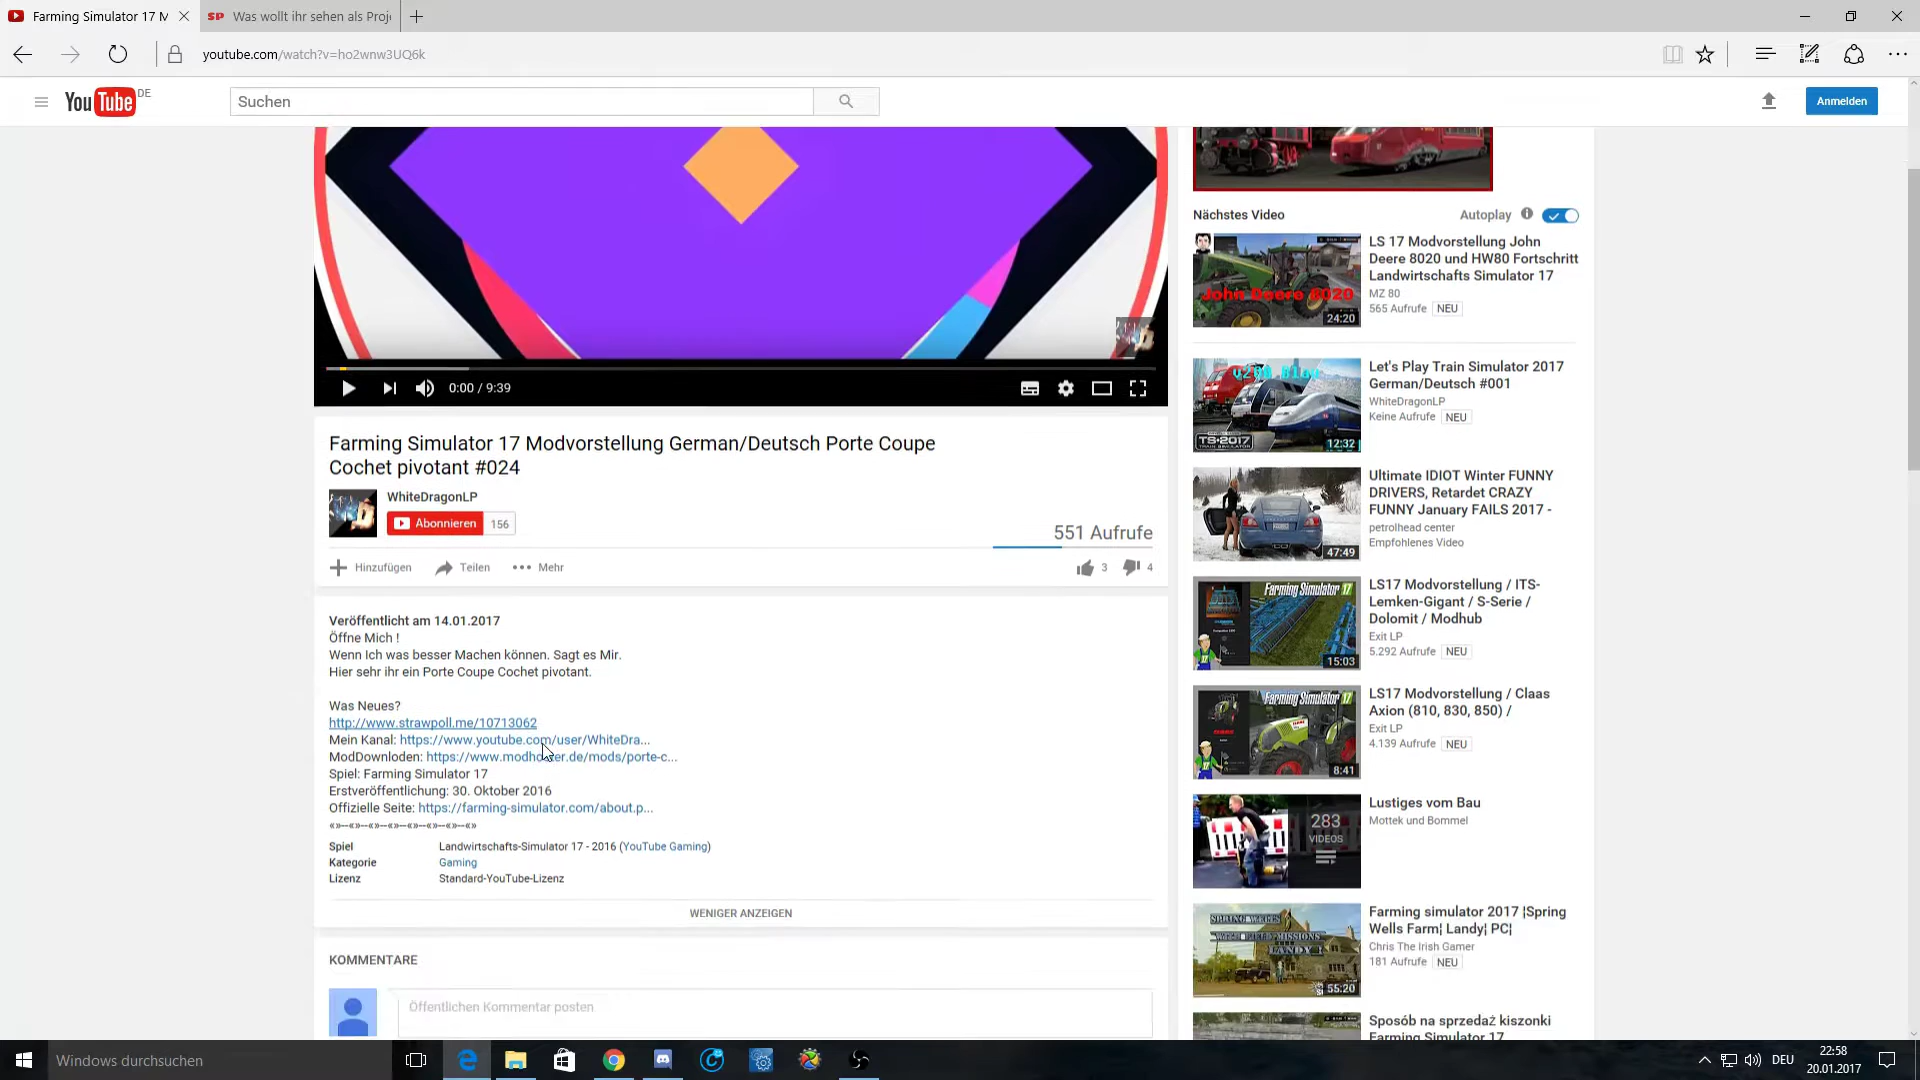 Farming Simulator 17 M
SP Was wollt ihr sehen als Proj
youtube.com/watch?v=ho2wnw3UQ6k
YouTube DE
Suchen
Anmelden
0:00 / 9:39
Farming Simulator 17 Modvorstellung German/Deutsch Porte Coupe
Cochet pivotant #024
WhiteDragonLP
Abonnieren 156
551 Aufrufe
Hinzufügen Teilen Mehr 3 4
Veröffentlicht am 14.01.2017
Öffne Mich !
Wenn Ich was besser Machen können. Sagt es Mir.
Hier sehr ihr ein Porte Coupe Cochet pivotant.
Was Neues?
http://www.strawpoll.me/10713062
Mein Kanal: https://www.youtube.com/user/WhiteDra...
ModDownloden: https://www.modhoster.de/mods/porte-c...
Spiel: Farming Simulator 17
Erstveröffentlichung: 30. Oktober 2016
Offizielle Seite: https://farming-simulator.com/about.p...
«»--«»--«»--«»--«»--«»--«»--«»
Spiel Landwirtschafts-Simulator 17 - 2016 (YouTube Gaming)
Kategorie Gaming
Lizenz Standard-YouTube-Lizenz
WENIGER ANZEIGEN
KOMMENTARE
Öffentlichen Kommentar posten
Nächstes Video Autoplay
John Deere 8020
24:20
LS 17 Modvorstellung John
Deere 8020 und HW80 Fortschritt
Landwirtschafts Simulator 17
MZ 80
565 Aufrufe NEU
v200 blau
TS2017
12:32
Let's Play Train Simulator 2017
German/Deutsch #001
WhiteDragonLP
Keine Aufrufe NEU
47:49
Ultimate IDIOT Winter FUNNY
DRIVERS, Retardet CRAZY
FUNNY January FAILS 2017 -
petrolhead center
Empfohlenes Video
Farming Simulator 17
15:03
LS17 Modvorstellung / ITS-
Lemken-Gigant / S-Serie /
Dolomit / Modhub
Exit LP
5.292 Aufrufe NEU
Farming Simulator 17
8:41
LS17 Modvorstellung / Claas
Axion (810, 830, 850) /
Exit LP
4.139 Aufrufe NEU
283
VIDEOS
Lustiges vom Bau
Mottek und Bommel
SPRING WELLS
LANDY
55:20
Farming simulator 2017 ¦Spring
Wells Farm¦ Landy¦ PC¦
Chris The Irish Gamer
181 Aufrufe NEU
Sposób na sprzedaż kiszonki
Farming Simulator 17
Windows durchsuchen
DEU
22:58
20.01.2017